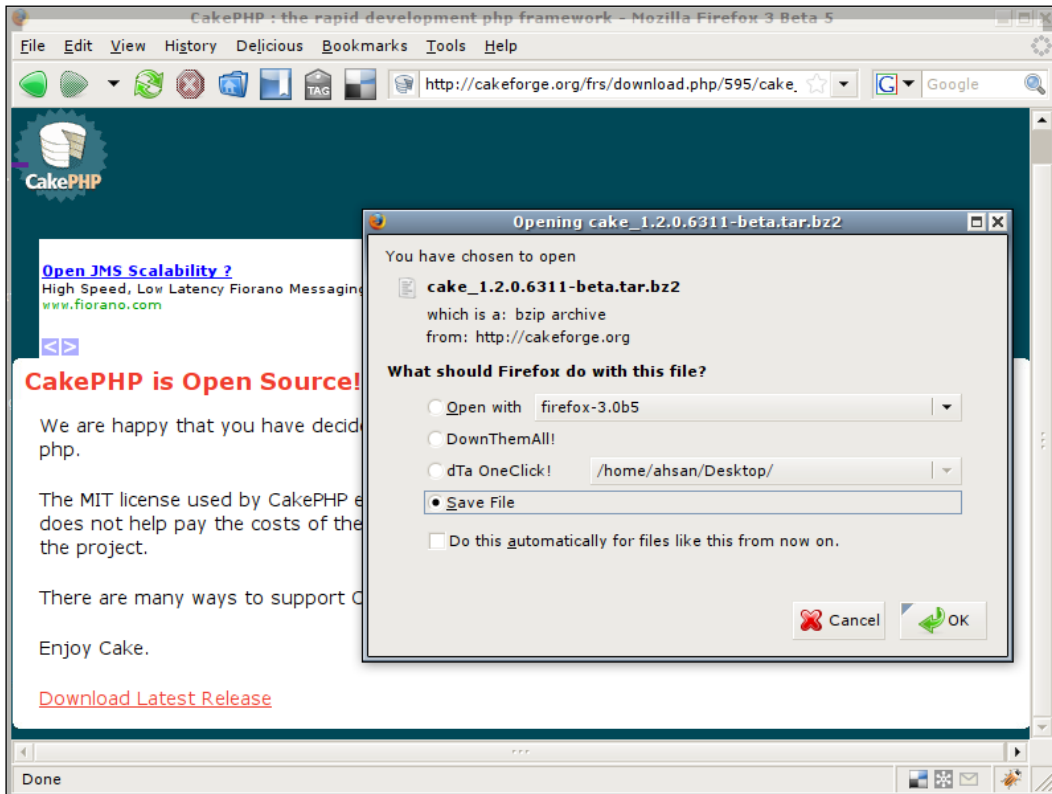 CakePHP : the rapid development php framework - Mozilla Firefox 3 Beta 5
File Edit View History Delicious Bookmarks Tools Help
TAG
http://cakeforge.org/frs/download.php/595/cake_
G
Google
CakePHP
Opening cake_1.2.0.6311-beta.tar.bz2
You have chosen to open
cake_1.2.0.6311-beta.tar.bz2
which is a: bzip archive
from: http://cakeforge.org
What should Firefox do with this file?
Open with firefox-3.0b5
DownThemAll!
dTa OneClick! /home/ahsan/Desktop/
Save File
Do this automatically for files like this from now on.
Cancel OK
Open JMS Scalability ?
High Speed, Low Latency Fiorano Messaging
www.fiorano.com
<>
CakePHP is Open Source!
We are happy that you have decide
php.
The MIT license used by CakePHP e
does not help pay the costs of the
the project.
There are many ways to support C
Enjoy Cake.
Download Latest Release
Done